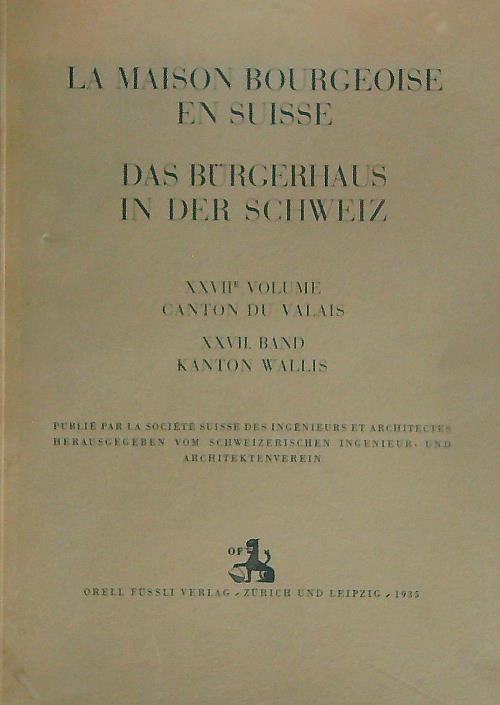 LA MAISON BOURGEOISE
EN SUISSE
DAS BÜRGERHAUS
IN DER SCHWEIZ
XXVIIE VOLUME
CANTON DU VALAIS
XXVII. BAND
KANTON WALLIS
PUBLIÉ PAR LA SOCIÉTÉ SUISSE DES INGÉNIEURS ET ARCHITECTES
HERAUSGEGEBEN VOM SCHWEIZERISCHEN INGENIEUR- UND
ARCHITEKTENVEREIN
OF
ORELL FÜSSLI VERLAG - ZÜRICH UND LEIPZIG - 1935